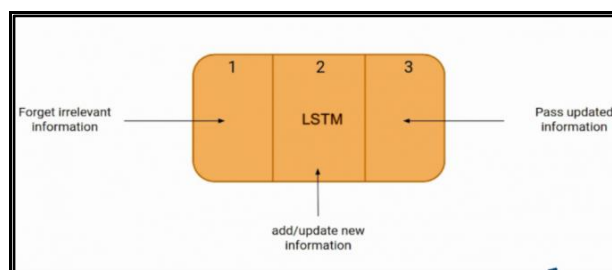 1 2 3
Forget irrelevant
information
LSTM
Pass updated
information
add/update new
information